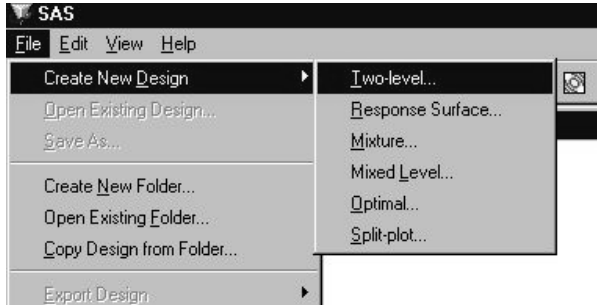 SAS
File Edit View Help
Create New Design
Open Existing Design...
Save As...
Create New Folder...
Open Existing Folder...
Copy Design from Folder...
Export Design
Two-level...
Response Surface...
Mixture...
Mixed Level...
Optimal...
Split-plot...